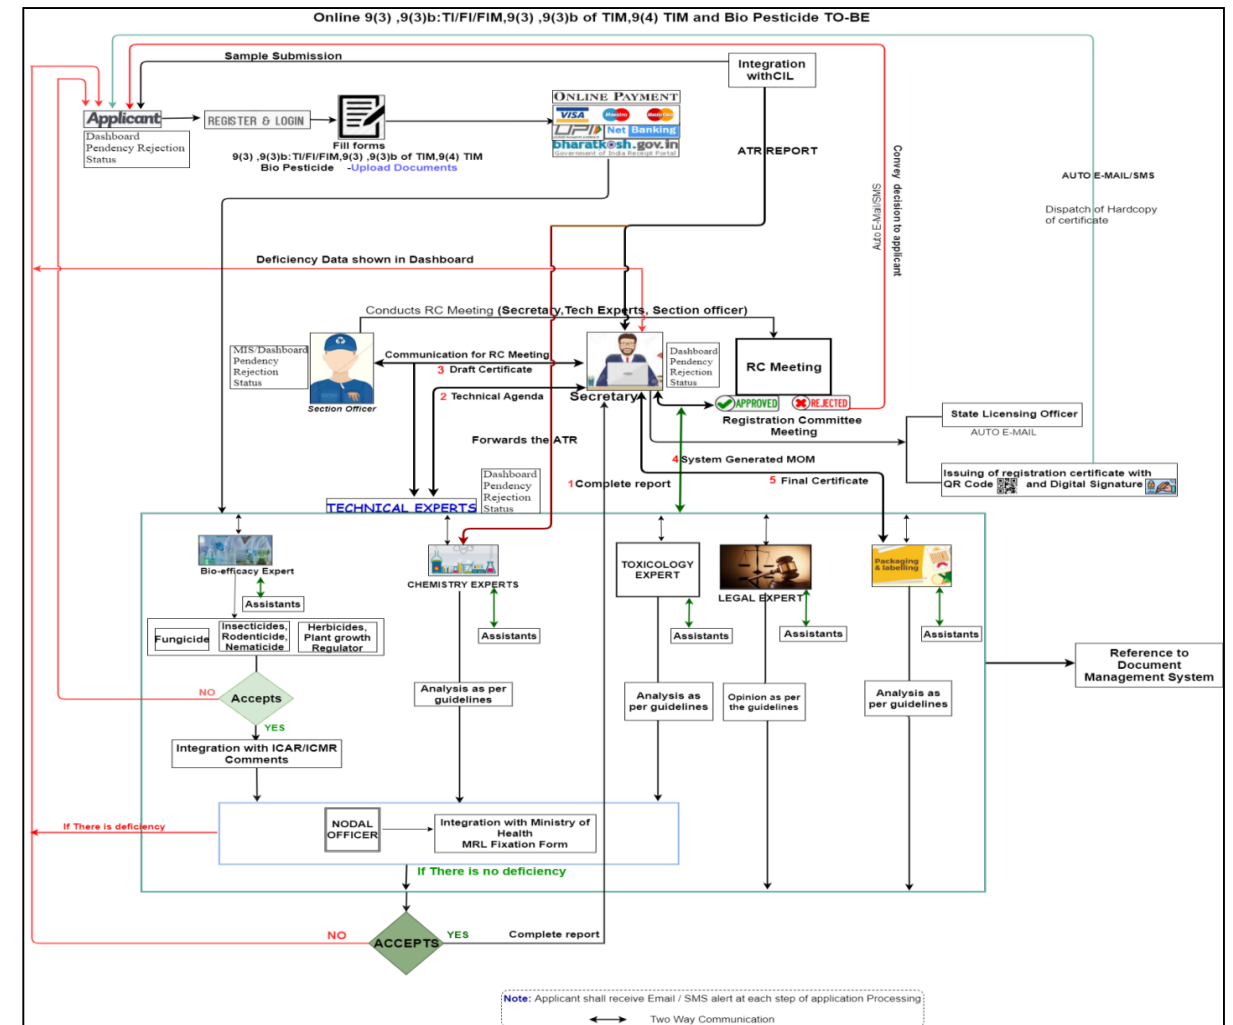 Online 9(3) ,9(3)b:TI/FI/FIM,9(3) ,9(3)b of TIM,9(4) TIM and Bio Pesticide TO-BE
Sample Submission
Integration
withCIL
Applicant
Dashboard
Pendency Rejection
Status
REGISTER & LOGIN
Fill forms
9(3) ,9(3)b:TI/FI/FIM,9(3) ,9(3)b of TIM,9(4) TIM
Bio Pesticide -Upload Documents
ONLINE PAYMENT
VISA Maestro MasterCard
UPI Net Banking
bharatkosh.gov.in
Government of India Receipt Portal
ATR REPORT
Auto E-Mail/SMS
Convey decision to applicant
AUTO E-MAIL/SMS
Dispatch of Hardcopy
of certificate
Deficiency Data shown in Dashboard
Conducts RC Meeting (Secretary,Tech Experts, Section officer)
MIS/Dashboard
Pendency
Rejection
Status
Section Officer
Communication for RC Meeting
3 Draft Certificate
2 Technical Agenda
Secretary
Dashboard
Pendency
Rejection
Status
RC Meeting
APPROVED
REJECTED
Registration Committee
Meeting
State Licensing Officer
AUTO E-MAIL
Forwards the ATR
4 System Generated MOM
1 Complete report
5 Final Certificate
Issuing of registration certificate with
QR Code and Digital Signature
Dashboard
Pendency
Rejection
Status
TECHNICAL EXPERTS
Bio-efficacy Expert
CHEMISTRY EXPERTS
TOXICOLOGY
EXPERT
LEGAL EXPERT
Packaging
& labelling
Assistants
Assistants
Assistants
Assistants
Assistants
Fungicide
Insecticides,
Rodenticide,
Nematicide
Herbicides,
Plant growth
Regulator
Reference to
Document
Management System
NO
Accepts
YES
Analysis as per
guidelines
Analysis as
per guidelines
Opinion as per
the guidelines
Analysis as
per guidelines
Integration with ICAR/ICMR
Comments
If There is deficiency
NODAL
OFFICER
Integration with Ministry of
Health
MRL Fixation Form
If There is no deficiency
NO
ACCEPTS
YES
Complete report
Note: Applicant shall receive Email / SMS alert at each step of application Processing
Two Way Communication